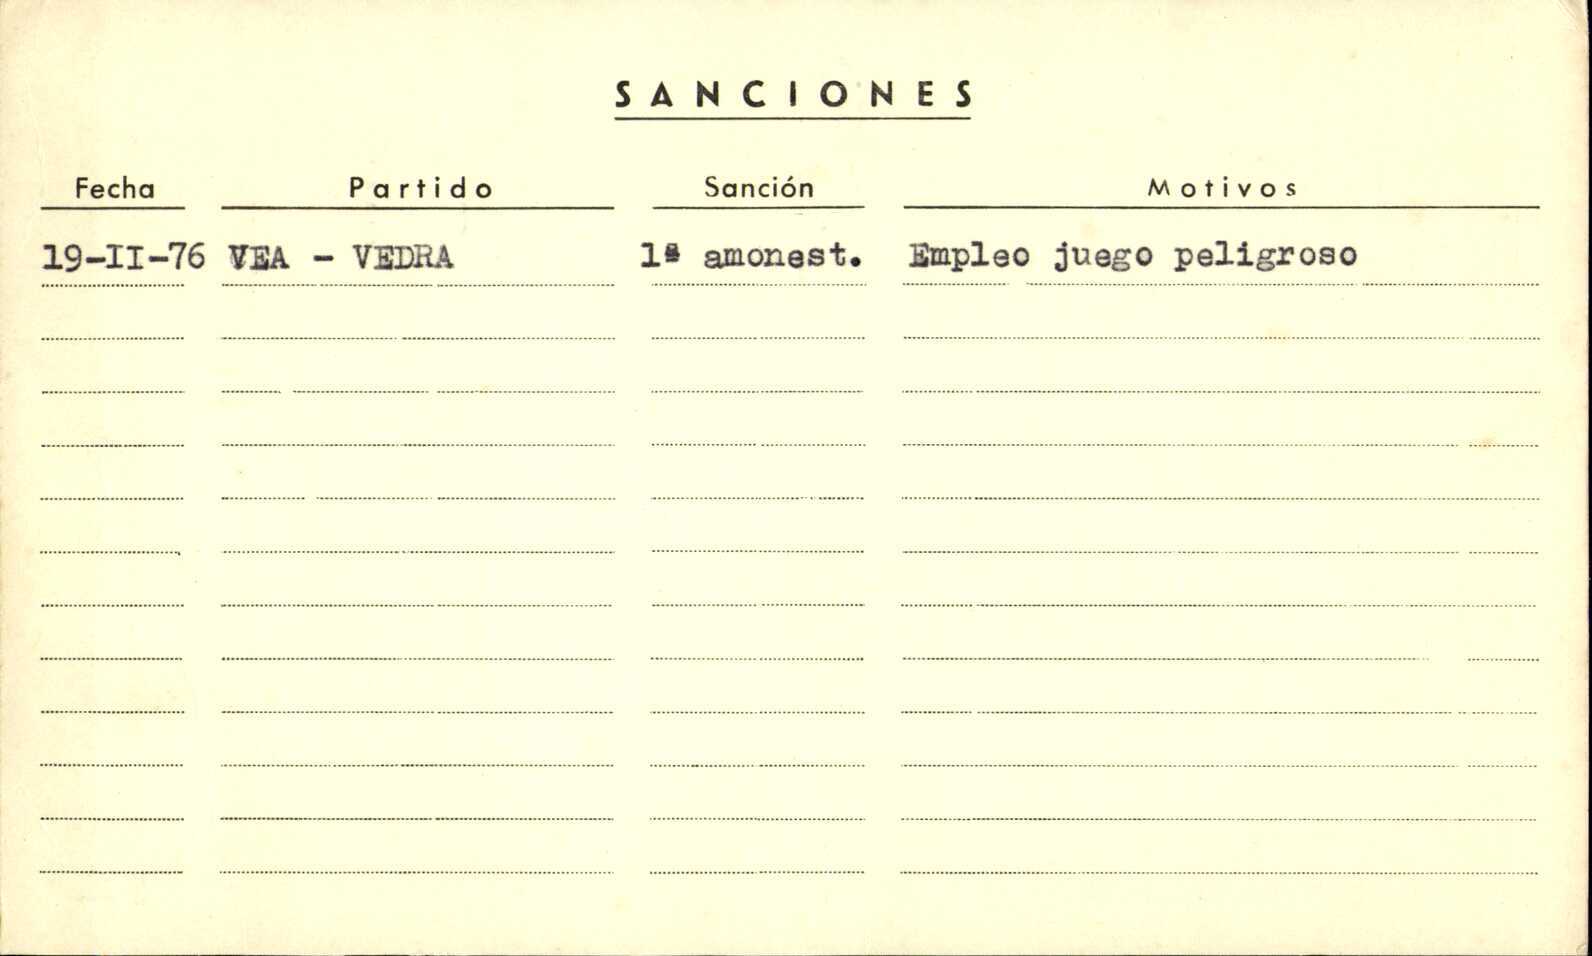 SANCIONES
Fecha Partido Sanción Motivos
19-II-76 VEA - VEDRA 1ª amonest. Empleo juego peligroso